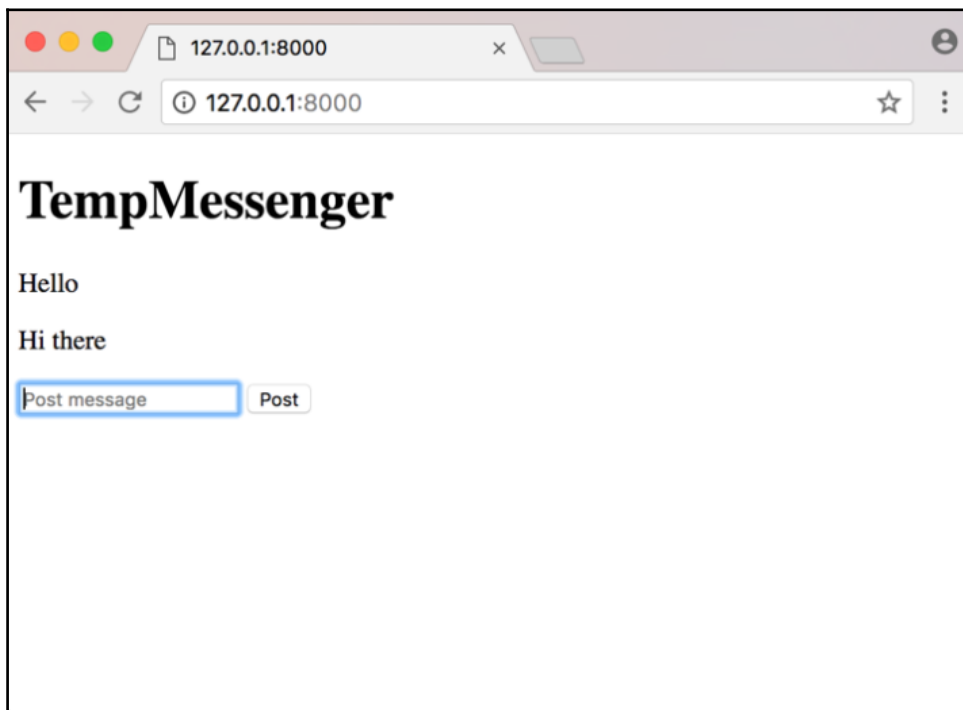 127.0.0.1:8000
127.0.0.1:8000
TempMessenger
Hello
Hi there
Post message Post